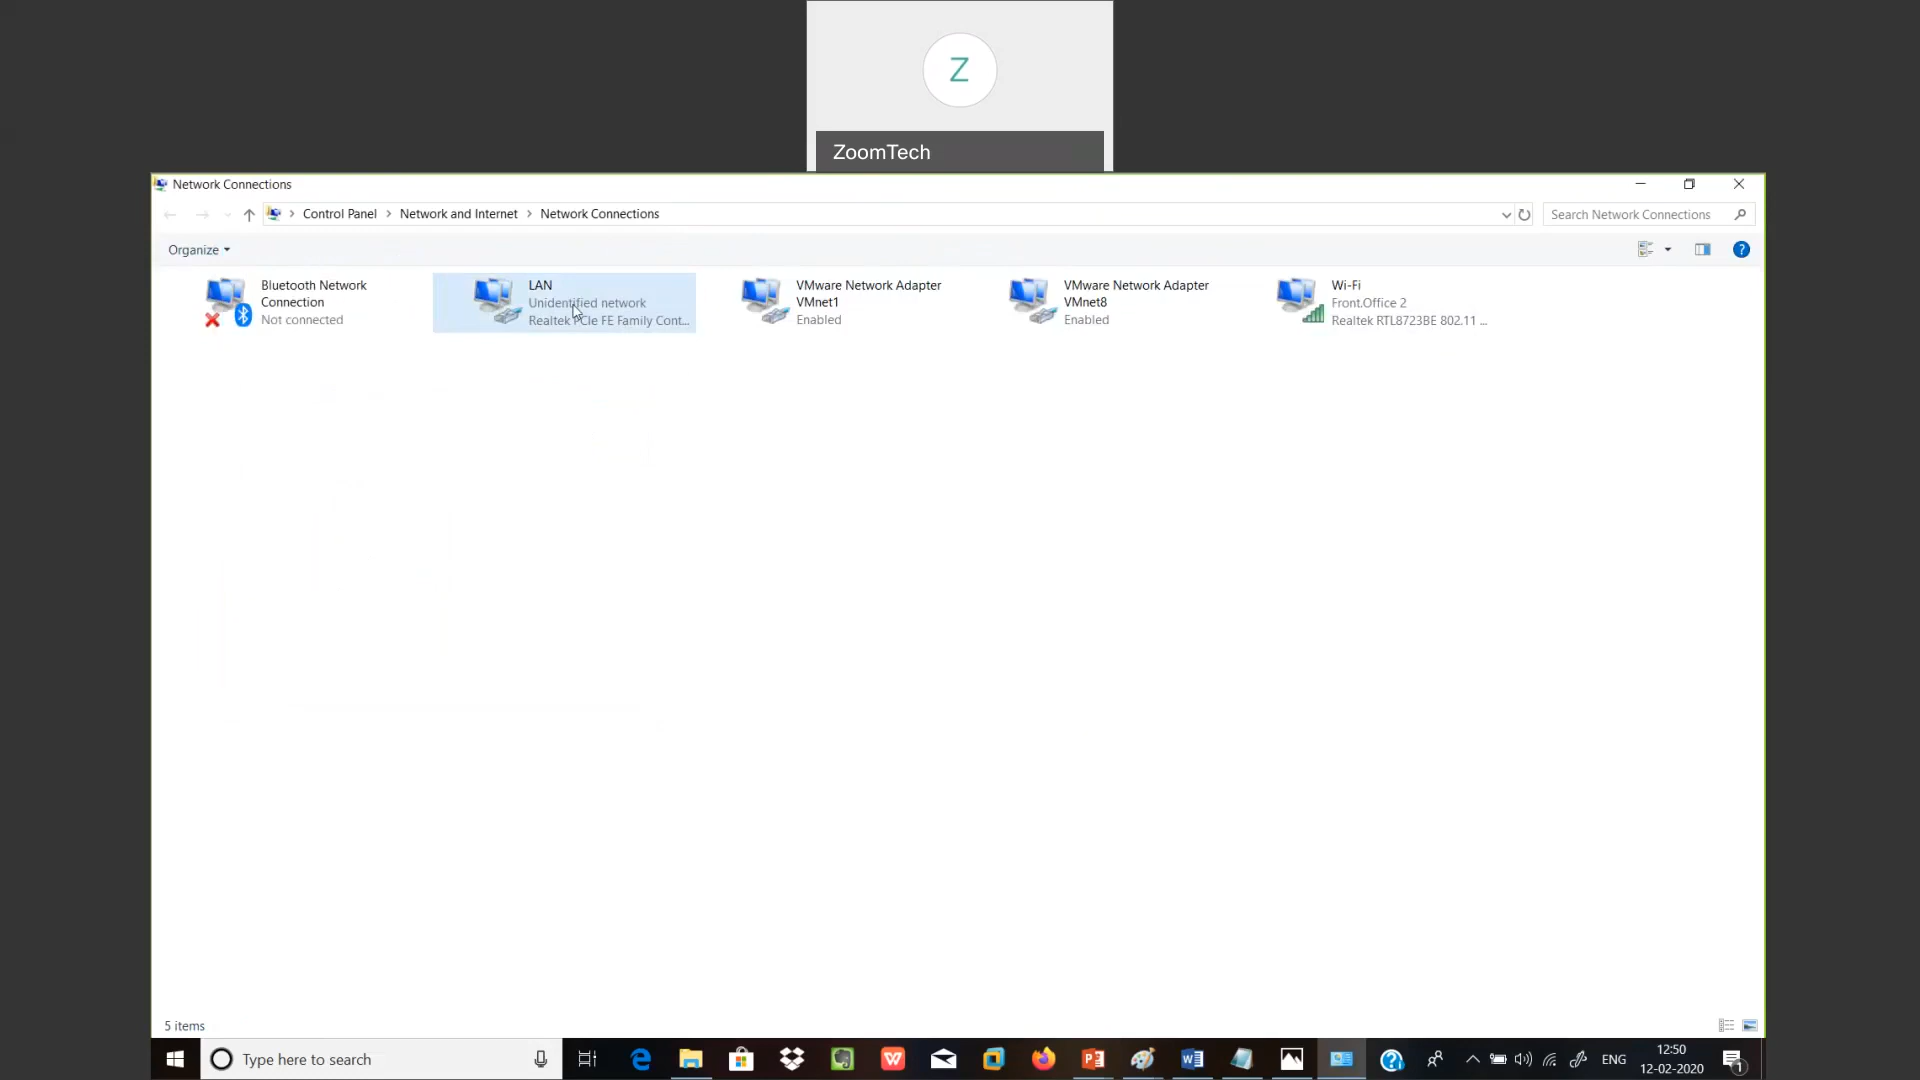 Z
ZoomTech
Network Connections
Control Panel
Network and Internet
Network Connections
Search Network Connections
Organize
Bluetooth Network
Connection
Not connected
LAN
Unidentified network
Realtek PCIe FE Family Cont...
VMware Network Adapter
VMnet1
Enabled
VMware Network Adapter
VMnet8
Enabled
Wi-Fi
Front.Office 2
Realtek RTL8723BE 802.11 ...
5 items
Type here to search
ENG
12:50
12-02-2020
1